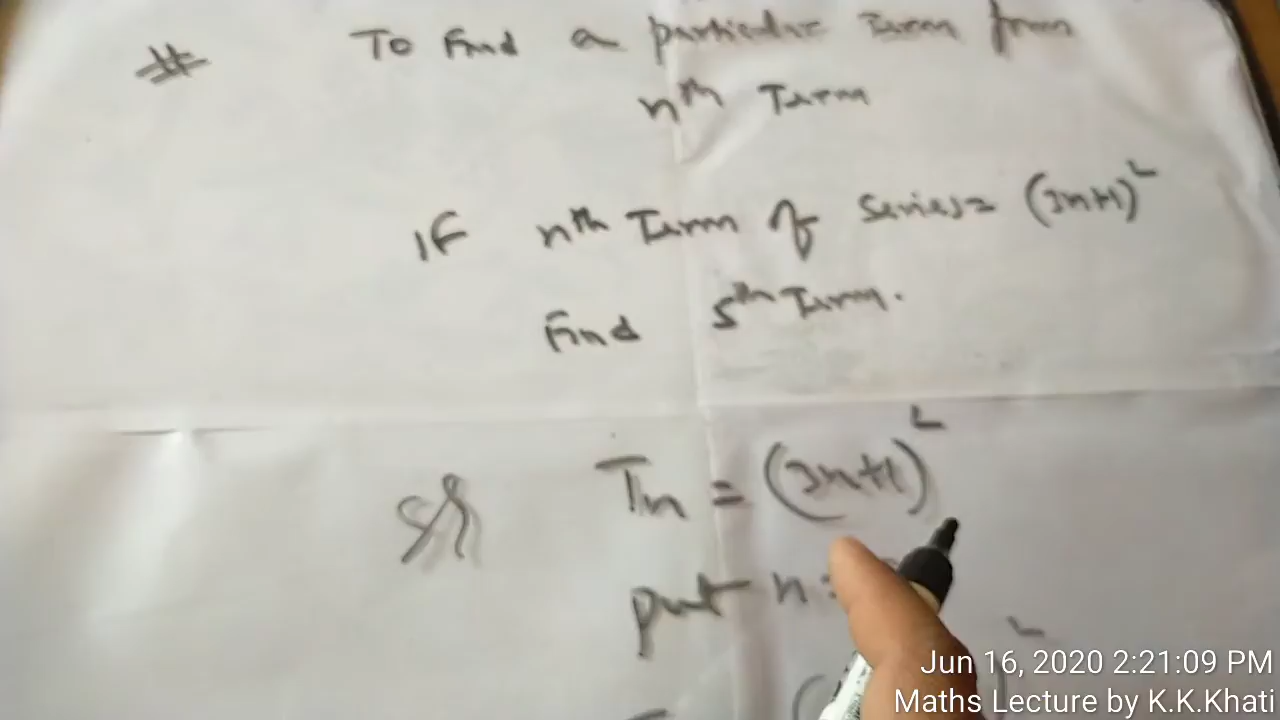 # To Find a particular Term from
nth Term
IF nth Term of Series = (3n+1)²
Find 5th Term.
Sol
Tn = (3n+1)²
put n =
Jun 16, 2020 2:21:09 PM
Maths Lecture by K.K.Khati